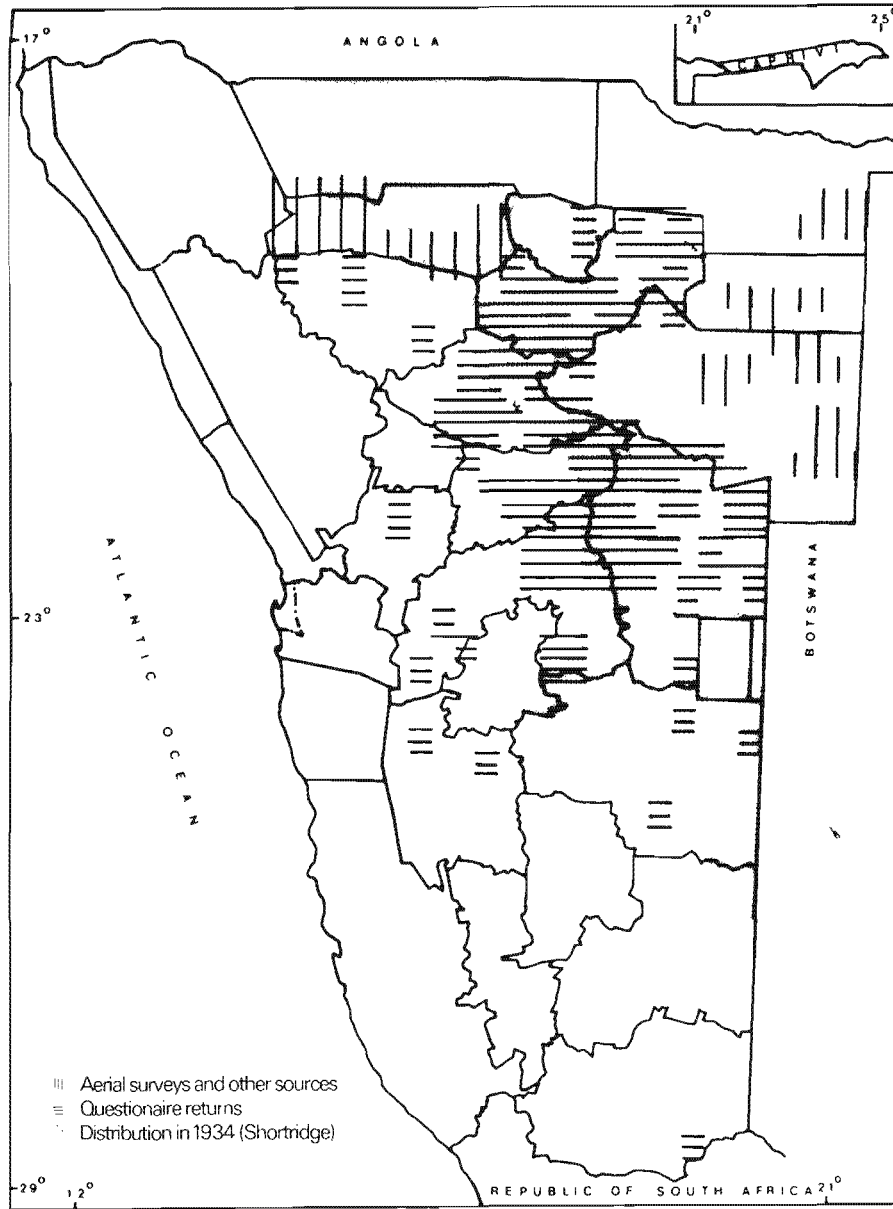 17°
ANGOLA
21°
25°
CAPRIVI
ATLANTIC OCEAN
23°
BOTSWANA
Aerial surveys and other sources
Questionaire returns
Distribution in 1934 (Shortridge)
29°
12°
REPUBLIC OF SOUTH AFRICA
21°